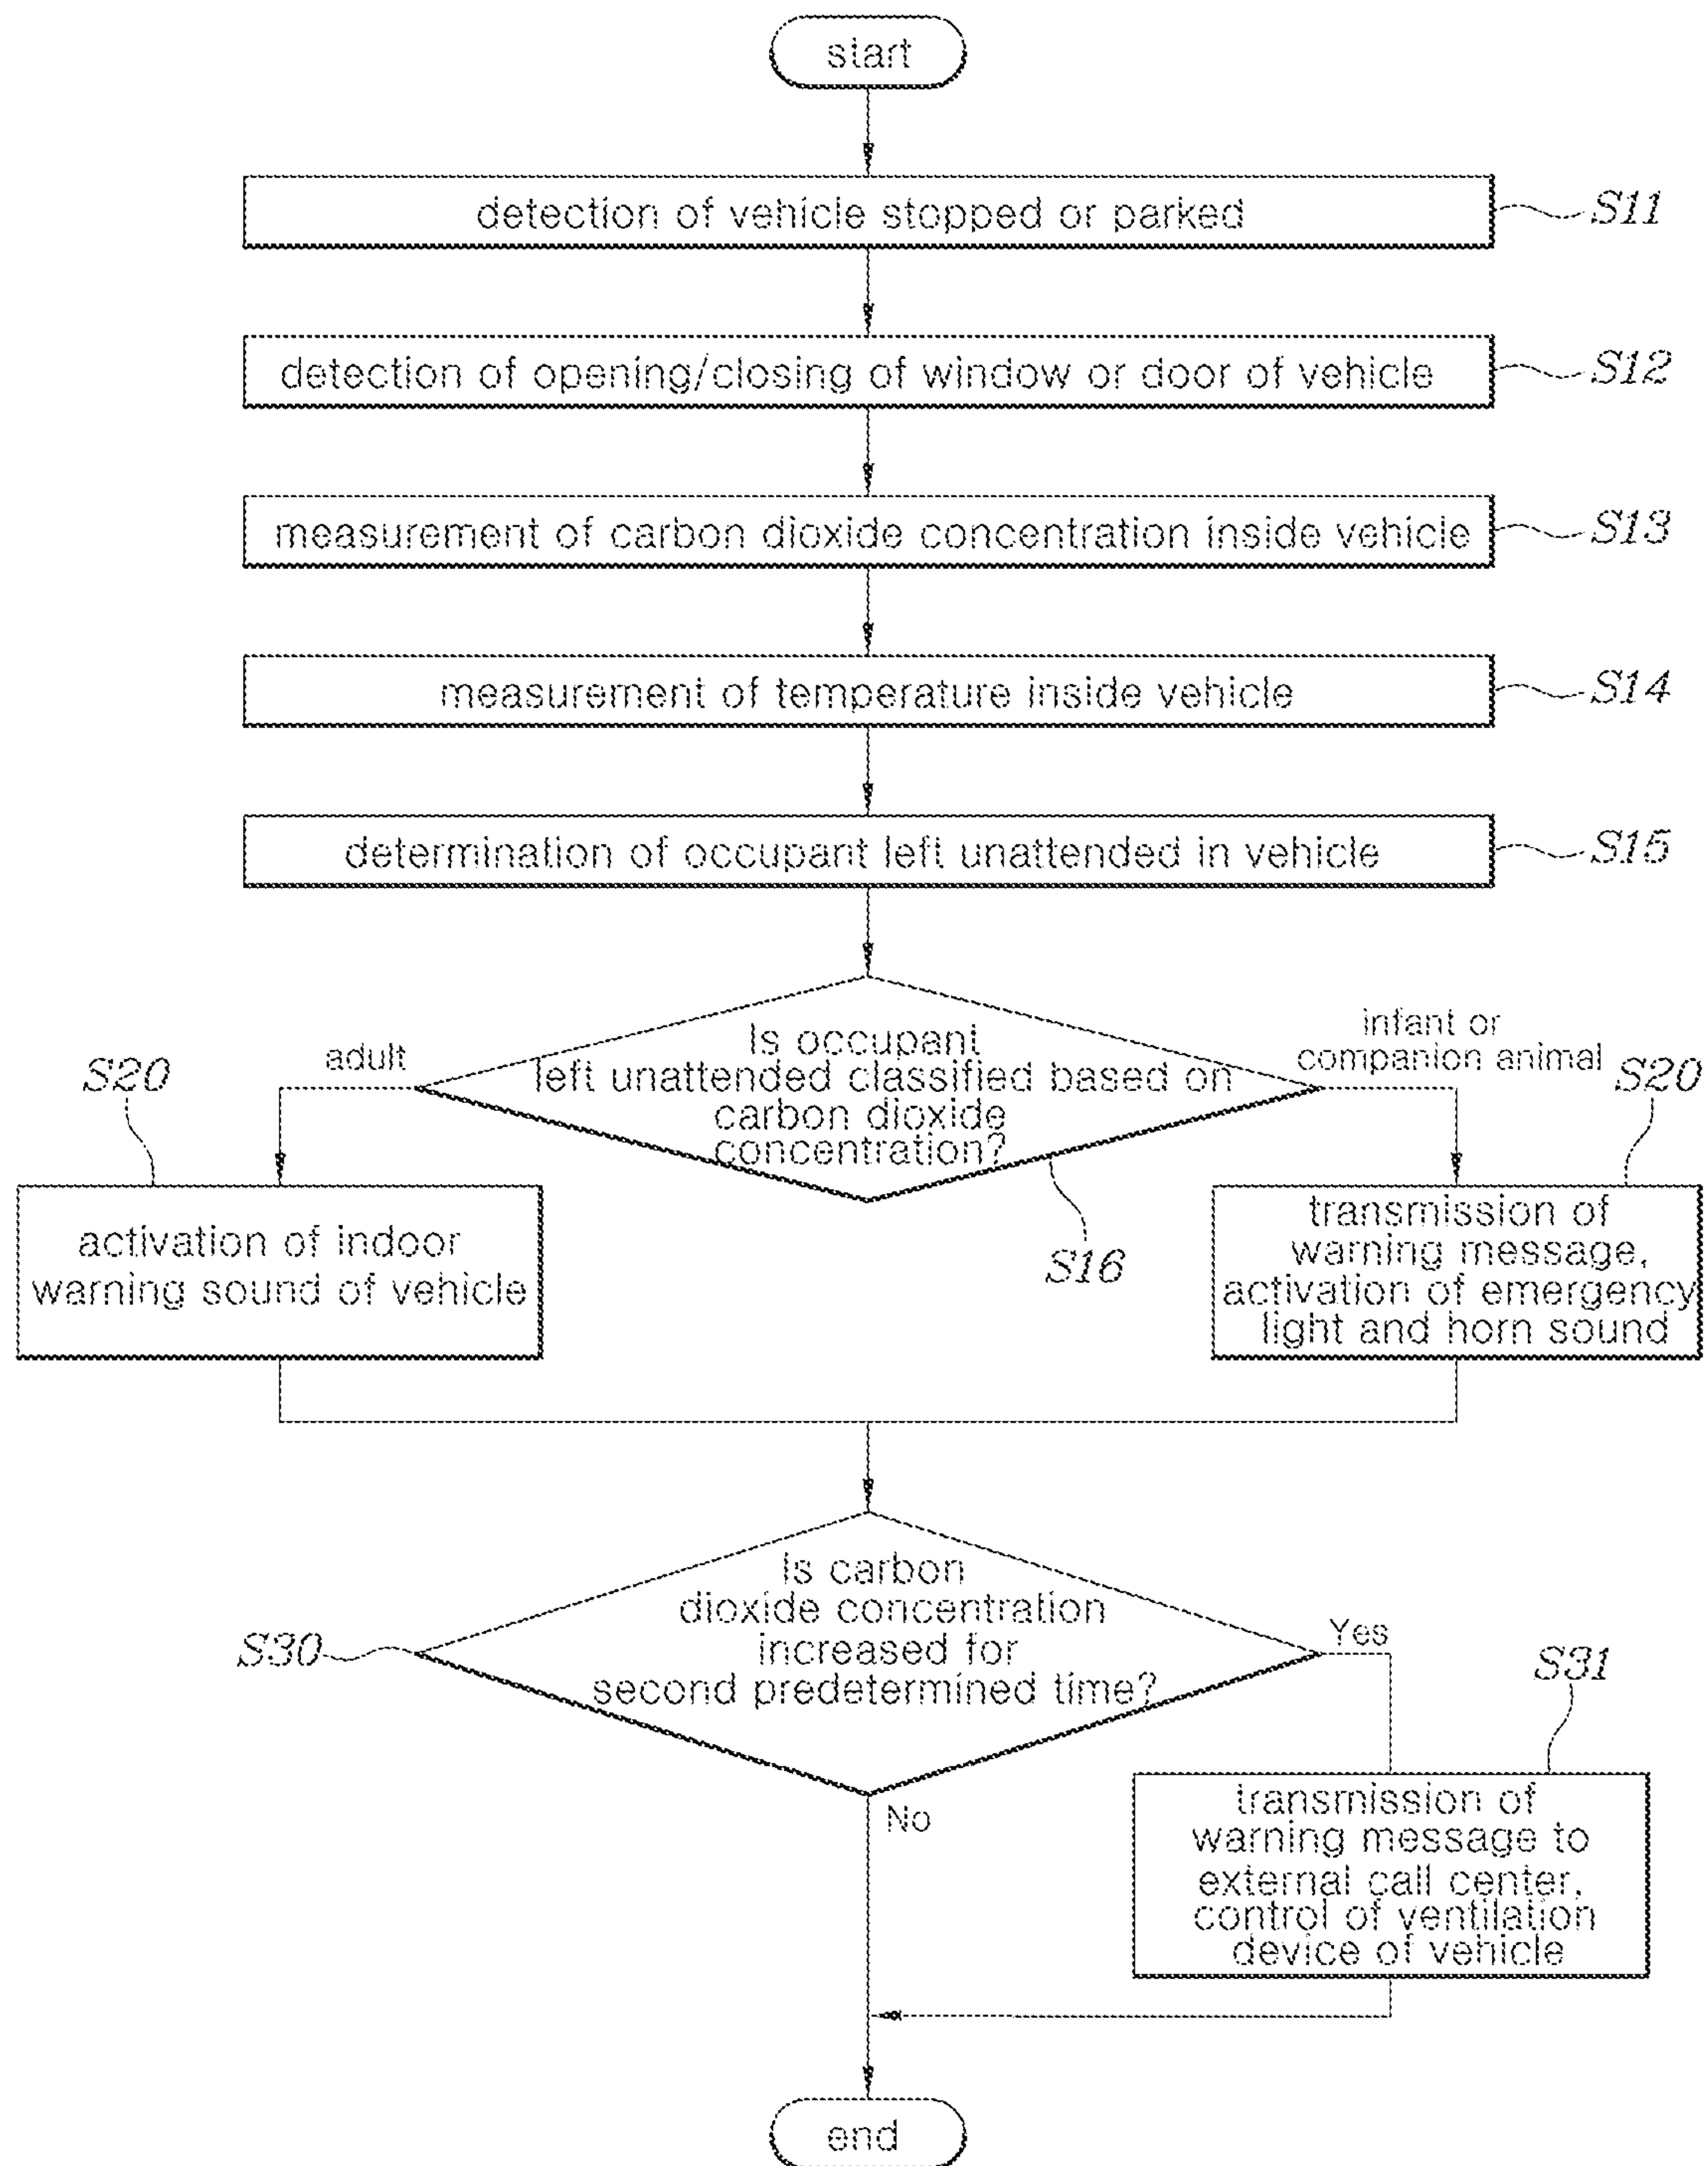 start
detection of vehicle stopped or parked
S11
detection of opening/closing of window or door of vehicle
S12
measurement of carbon dioxide concentration inside vehicle
S13
measurement of temperature inside vehicle
S14
determination of occupant left unattended in vehicle
S15
Is occupant
left unattended classified based on
carbon dioxide
concentration?
S16
adult
infant or
companion animal
S20
activation of indoor
warning sound of vehicle
S20
transmission of
warning message,
activation of emergency
light and horn sound
Is carbon
dioxide concentration
increased for
second predetermined time?
S30
Yes
No
S31
transmission of
warning message to
external call center,
control of ventilation
device of vehicle
end